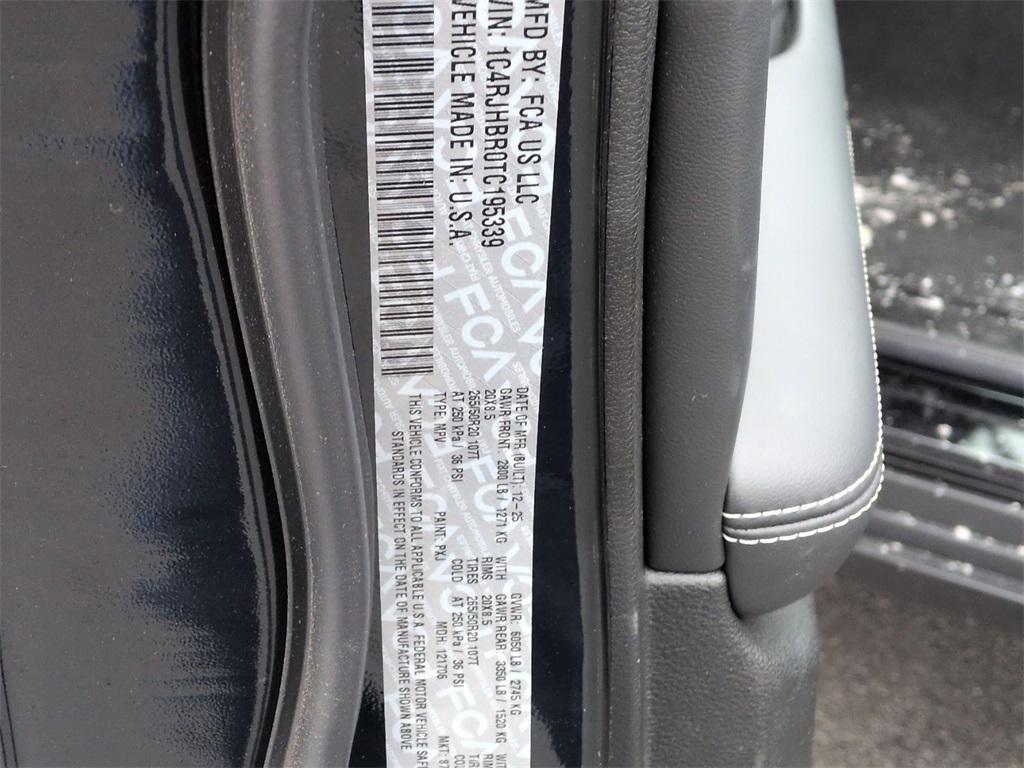 MFD BY: FCA US LLC
VIN: 1C4RJHBR0TC195339
VEHICLE MADE IN: U.S.A.
DATE OF MFR (BUILT): 12-25 GVWR: 6050 LB / 2745 KG
GAWR FRONT: 2800 LB / 1271 KG WITH GAWR REAR: 3350 LB / 1520 KG
20X8.5 RIMS 20X8.5
265/50R20 107T TIRES 265/50R20 107T
AT 250 kPa / 36 PSI COLD AT 250 kPa / 36 PSI
TYPE: MPV PAINT: PXJ MDH: 121706 MKT: 87
THIS VEHICLE CONFORMS TO ALL APPLICABLE U.S.A. FEDERAL MOTOR VEHICLE SAF
STANDARDS IN EFFECT ON THE DATE OF MANUFACTURE SHOWN ABOVE
FCA